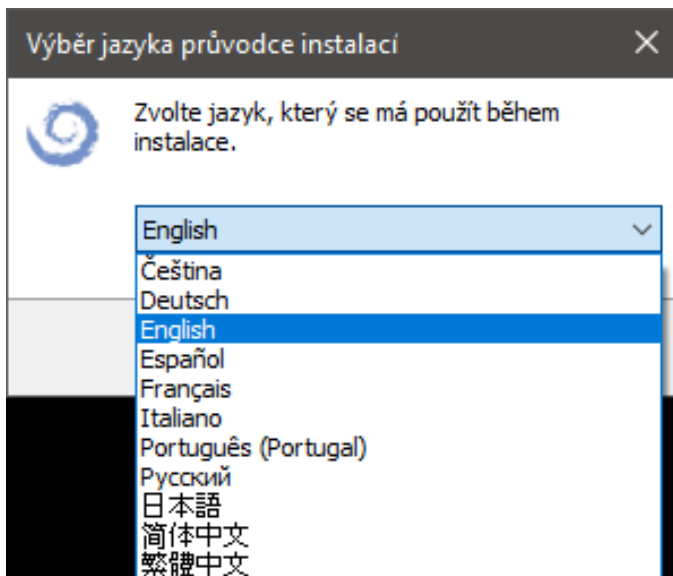 Výběr jazyka průvodce instalací
Zvolte jazyk, který se má použít během
instalace.
English
Čeština
Deutsch
English
Español
Français
Italiano
Português (Portugal)
Русский
日本語
简体中文
繁體中文